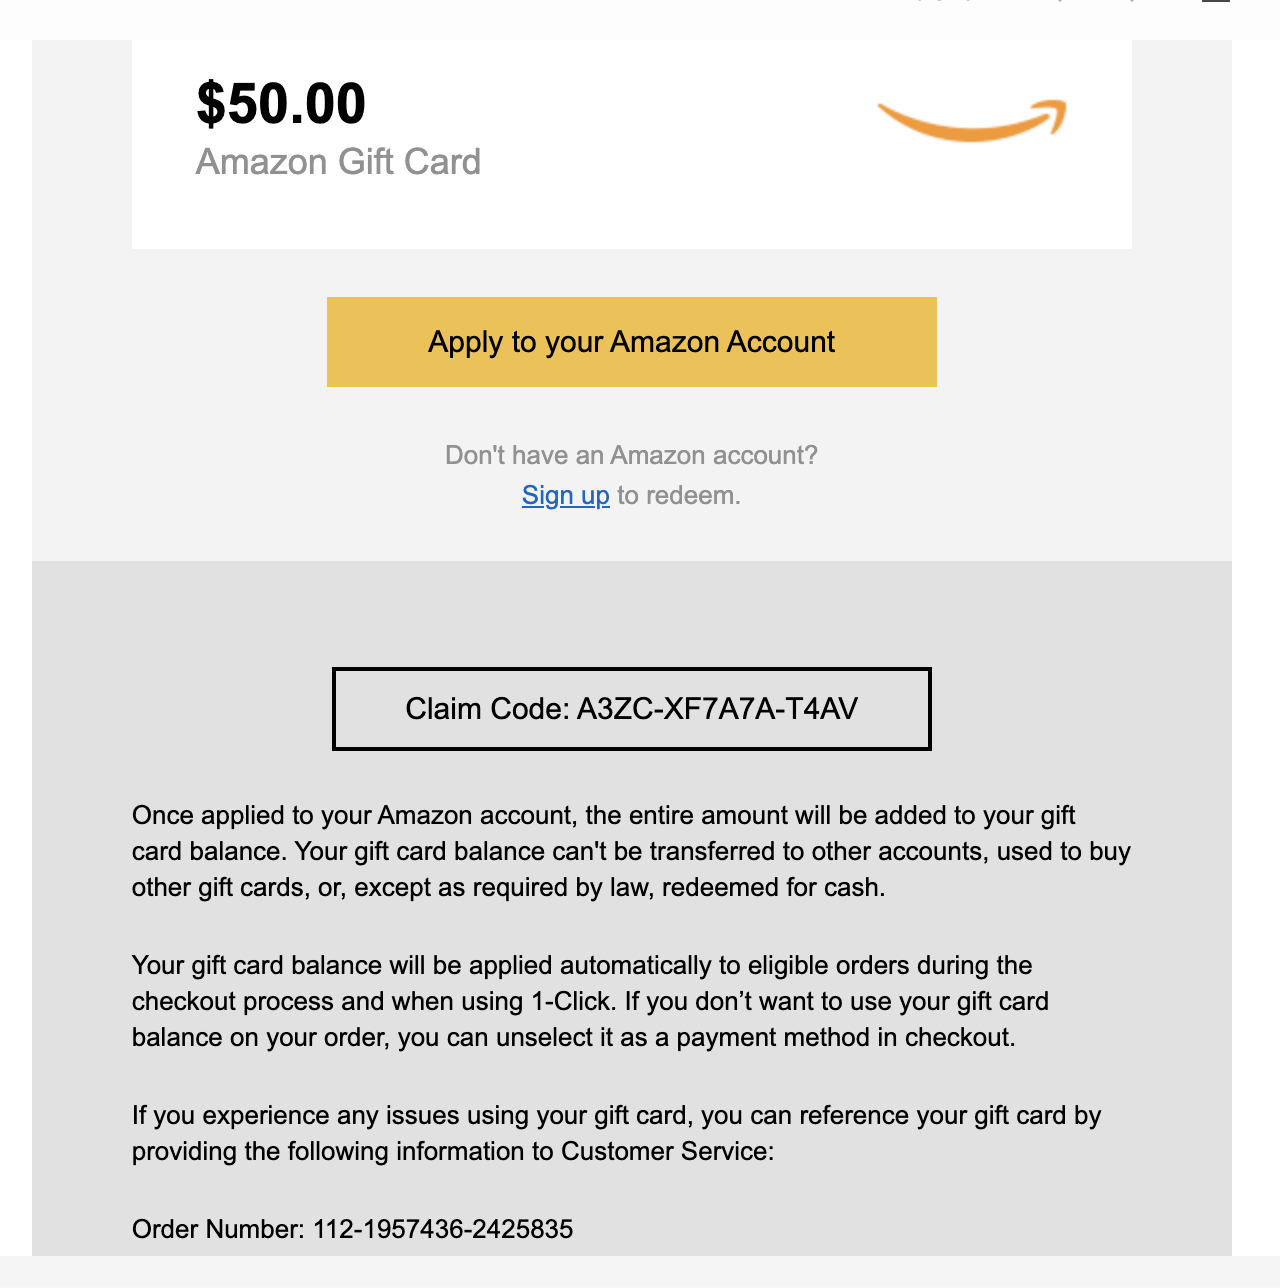 $50.00
Amazon Gift Card
Apply to your Amazon Account
Don't have an Amazon account?
Sign up to redeem.
Claim Code: A3ZC-XF7A7A-T4AV
Once applied to your Amazon account, the entire amount will be added to your gift
card balance. Your gift card balance can't be transferred to other accounts, used to buy
other gift cards, or, except as required by law, redeemed for cash.
Your gift card balance will be applied automatically to eligible orders during the
checkout process and when using 1-Click. If you don’t want to use your gift card
balance on your order, you can unselect it as a payment method in checkout.
If you experience any issues using your gift card, you can reference your gift card by
providing the following information to Customer Service:
Order Number: 112-1957436-2425835